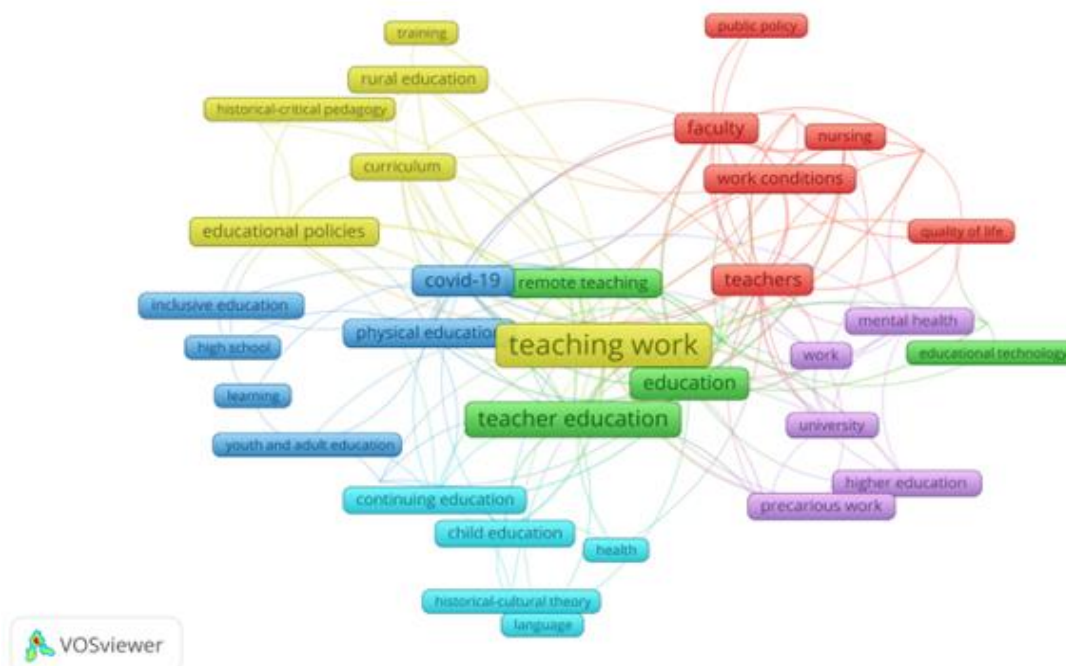 public policy
training
rural education
historical-critical pedagogy
faculty
nursing
curriculum
work conditions
educational policies
quality of life
covid-19
remote teaching
teachers
inclusive education
mental health
physical education
high school
teaching work
work
educational technology
education
learning
teacher education
university
youth and adult education
higher education
continuing education
precarious work
child education
health
historical-cultural theory
language
VOSviewer